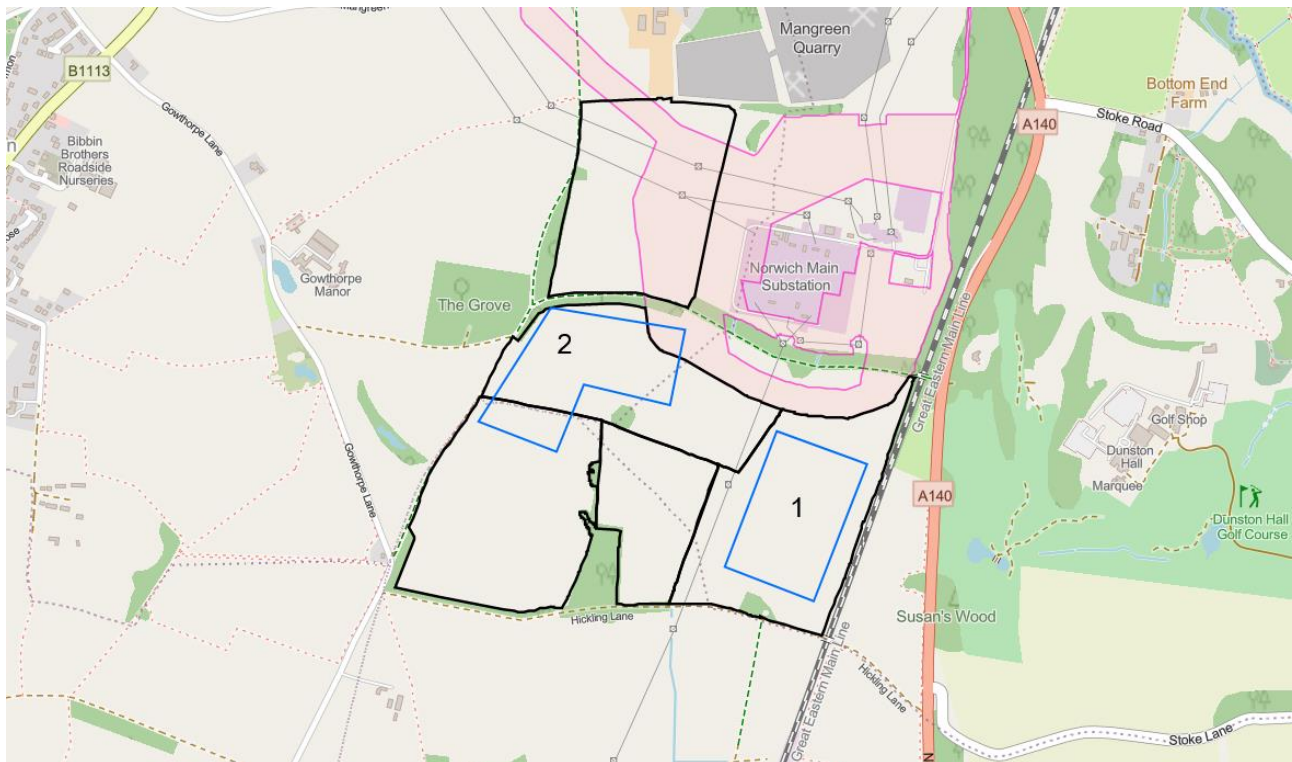 Mangreen
Mangreen
Quarry
B1113
Gowthorpe Lane
Bottom End
Farm
Stoke Road
A140
Bibbin
Brothers
Roadside
Nurseries
Gowthorpe
Manor
The Grove
Norwich Main
Substation
Great Eastern Main Line
2
Golf Shop
Dunston
Hall
Marquee
Gowthorpe Lane
A140
1
Dunston Hall
Golf Course
Hickling Lane
Susan's Wood
Great Eastern Main Line
Hickling Lane
Stoke Lane